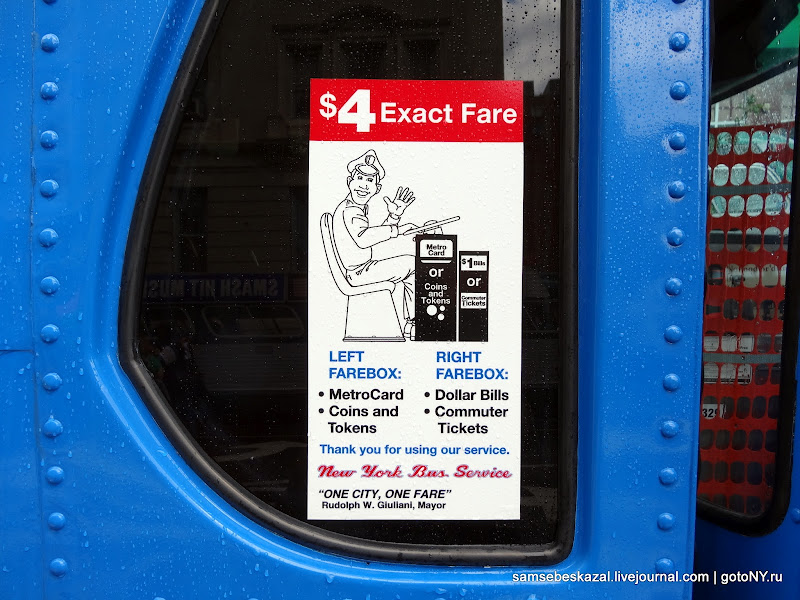 $4 Exact Fare
Metro
Card
or
Coins
and
Tokens
$1 Bills
or
Commuter
Tickets
LEFT
FAREBOX:
• MetroCard
• Coins and
Tokens
RIGHT
FAREBOX:
• Dollar Bills
• Commuter
Tickets
Thank you for using our service.
New York Bus Service
"ONE CITY, ONE FARE"
Rudolph W. Giuliani, Mayor
SMASH HIT MUS
329
samsebeskazal.livejournal.com | gotoNY.ru